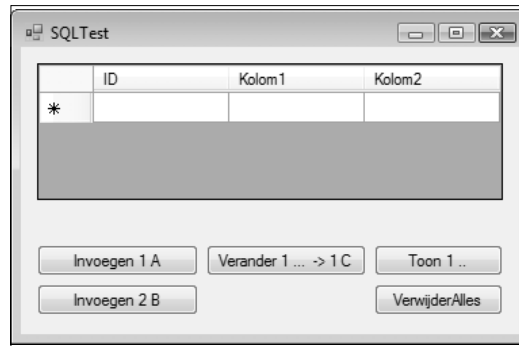 SQLTest
ID Kolom1 Kolom2
*
Invoegen 1 A Verander 1 ... -> 1 C Toon 1 ..
Invoegen 2 B VerwijderAlles